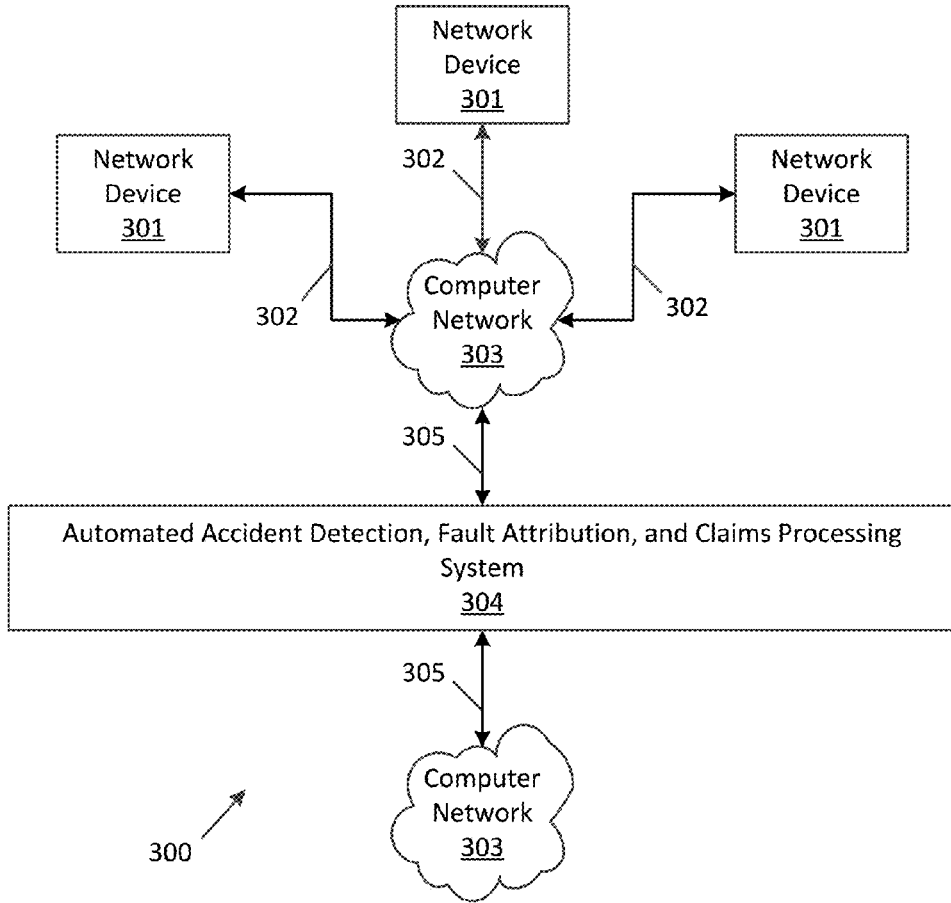 Network
Device
301
Network
Device
301
Network
Device
301
302
302
302
Computer
Network
303
305
Automated Accident Detection, Fault Attribution, and Claims Processing
System
304
305
Computer
Network
303
300